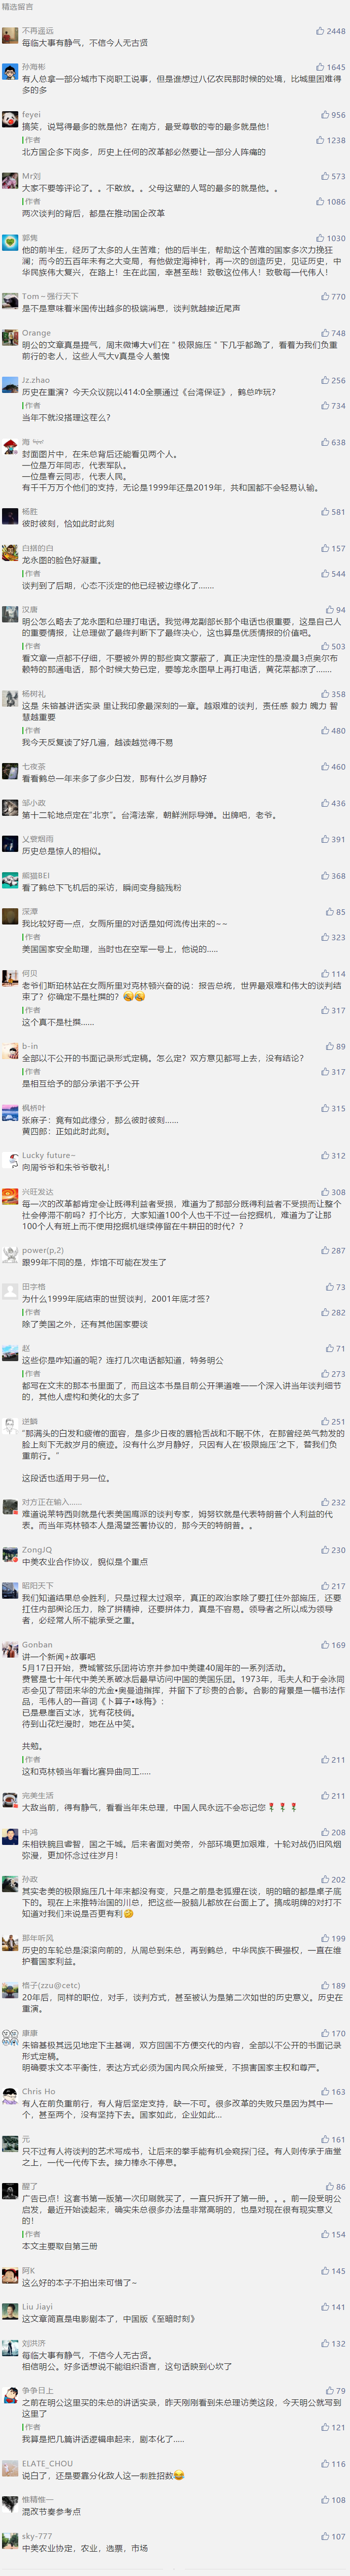 精选留言
不再遥远
2448
每临大事有静气，不信今人无古贤
孙海彬
1645
有人总拿一部分城市下岗职工说事，但是谁想过八亿农民那时候的处境，比城里困难得
多的多
feyei
956
搞笑，说骂得最多的就是他？在南方，最受尊敬的夸的最多就是他！
作者
1238
北方国企多下岗多，历史上任何的改革都必然要让一部分人阵痛的
Mr刘
573
大家不要等评论了。。不敢放。。父母这辈的人骂的最多的就是他。。
作者
1086
两次谈判的背后，都是在推动国企改革
郭隽
1030
他的前半生，经历了太多的人生苦难；他的后半生，帮助这个苦难的国家多次力挽狂
澜；而今的五百年未有之大变局，有他做定海神针，再一次的创造历史，见证历史，中
华民族伟大复兴，在路上！生在此国，幸甚至哉！致敬这位伟人！致敬每一代伟人！
Tom～强行天下
770
是不是意味着米国传出越多的极端消息，谈判就越接近尾声
Orange
748
明公的文章真是提气，周末微博大v们在＂极限施压＂下几乎都跪了，看看为我们负重
前行的老人，这些人气大v真是令人羞愧
Jz.zhao
256
历史在重演？今天众议院以414:0全票通过《台湾保证》，鹤总咋玩？
作者
734
当年不就没搭理这茬么？
海
638
封面图片中，在朱总背后还能看见两个人。
一位是万年同志，代表军队。
一位是春云同志，代表人民。
有千千万万个他们的支持，无论是1999年还是2019年，共和国都不会轻易认输。
杨胜
581
彼时彼刻，恰如此时此刻
白搭的白
157
龙永图的脸色好凝重。
作者
544
谈判到了后期，心态不淡定的他已经被边缘化了……
汉唐
94
明公怎么略去了龙永图和总理打电话。我觉得龙副部长那个电话也很重要，这是自己人
的重要情报，让总理做了最终判断下了最终决心，这也算是优质情报的价值吧。
作者
503
看文章一点都不仔细，不要被外界的那些爽文蒙蔽了，真正决定性的是凌晨3点奥尔布
赖特的那通电话，那个时候大势已定，要等龙永图早上再打电话，黄花菜都凉了……
杨树礼
358
这是 朱镕基讲话实录 里让我印象最深刻的一章。越艰难的谈判，责任感 毅力 魄力 智
慧越重要
作者
480
我今天反复读了好几遍，越读越觉得不易
七夜茶
460
看看鹤总一年来多了多少白发，那有什么岁月静好
邹小政
436
第十二轮地点定在“北京”。台湾法案，朝鲜洲际导弹。出牌吧，老爷。
乂煲烟雨
391
历史总是惊人的相似。
熊猫BEI
368
看了鹤总下飞机后的采访，瞬间变身脑残粉
深潭
85
我比较好奇一点，女厕所里的对话是如何流传出来的~~
作者
323
美国国家安全助理，当时也在空军一号上，他说的……
何贝
114
老爷们斯珀林站在女厕所里对克林顿兴奋的说：报告总统，世界最艰难和伟大的谈判结
束了？你确定不是杜撰的？
作者
317
这个真不是杜撰……
b-in
89
全部以不公开的书面记录形式定稿。怎么定？双方意见都写上去，没有结论？
作者
317
是相互给予的部分承诺不予公开
枫桥叶
315
张麻子：竟有如此缘分，那么彼时彼刻……
黄四郎：正如此时此刻。
Lucky future~
312
向周爷爷和朱爷爷敬礼！
兴旺发达
308
每一次的改革都肯定会让既得利益者受损，难道为了那部分既得利益者不受损而让整个
社会停滞不前吗？打个比方，大家知道100个人也干不过一台挖掘机，难道为了让那
100个人有班上而不使用挖掘机继续停留在牛耕田的时代？？
power(p,2)
287
跟99年不同的是，炸馆不可能在发生了
田字格
73
为什么1999年底结束的世贸谈判，2001年底才签？
作者
282
除了美国之外，还有其他国家要谈
赵
71
这些你是咋知道的呢？连打几次电话都知道，特务明公
作者
273
都写在文末的那本书里面了，而且这本书是目前公开渠道唯一一个深入讲当年谈判细节
的，其他人虚构和美化的太多了
逆鳞
251
“那满头的白发和疲倦的面容，是多少日夜的唇枪舌战和不眠不休，在那曾经英气勃发的
脸上刻下无数岁月的痕迹。没有什么岁月静好，只因有人在‘极限施压’之下，替我们负
重前行。”
这段话也适用于另一位。
对方正在输入……
232
难道说莱特西则就是代表美国鹰派的谈判专家，姆努钦就是代表特朗普个人利益的代
表。而当年克林顿本人是渴望签署协议的，那今天的特朗普。。
ZongJQ
230
中美农业合作协议，貌似是个重点
昭阳天下
217
我们知道结果总会胜利，只是过程太过艰辛，真正的政治家除了要扛住外部施压，还要
扛住内部舆论压力，除了拼精神，还要拼体力，真是不容易。领导者之所以成为领导
者，必经常人所不能承受之重。
Gonban
169
讲一个新闻+故事吧
5月17日开始，费城管弦乐团将访京并参加中美建40周年的一系列活动。
费管是七十年代中美关系破冰后最早访问中国的美国乐团。1973年，毛夫人和于会泳同
志会见了带团来华的尤金•奥曼迪指挥，并留下了珍贵的合影。合影的背景是一幅书法作
品，毛伟人的一首词《卜算子•咏梅》：
已是悬崖百丈冰，犹有花枝俏。
待到山花烂漫时，她在丛中笑。
共勉。
作者
211
这和克林顿当年看比赛异曲同工……
完美生活
211
大敌当前，得有静气，看看当年朱总理，中国人民永远不会忘记您
中鸿
208
朱相铁腕且睿智，国之干城。后来者面对美帝，外部环境更加艰难，十轮对战仍旧风烟
弥漫，更加怀念过往岁月！
孙政
202
其实老美的极限施压几十年来都没有变，只是之前是老狐狸在谈，明的暗的都是桌子底
下的。现在上来推特治国的川总，把这些一股脑儿都放在台面上了。搞成明牌的对打不
知道对我们来说是否更有利
那年听风
199
历史的车轮总是滚滚向前的，从周总到朱总，再到鹤总，中华民族不畏强权，一直在维
护着国家利益。
梧子(zzu@cetc)
189
20年后，同样的职位，对手，谈判方式，甚至被认为是第二次如世的历史意义。历史在
重演。
康康
170
朱镕基极其远见地定下主基调，双方回国不方便交代的内容，全部以不公开的书面记录
形式定稿。
明确要求文本平衡性，表达方式必须为国内民众所接受，不损害国家主权和尊严。
Chris Ho
163
有人在前负重前行，有人背后坚定支持，缺一不可。很多改革的失败只是因为其中一
个，甚至两个，没有坚持下去。国家如此，企业如此…
元
161
只不过有人将谈判的艺术写成书，让后来的拳手能有机会窥探门径。有人则传承于庙堂
之上，一代一代传下去。接力棒永不停息。
醒了
86
广告已点！这套书第一版第一次印刷就买了，一直只拆开了第一册。。。前一段受明公
启发，最近开始读起来，确实朱总很多办法是非常高明的，也是对现在很有现实意义
的！
作者
154
本文主要取自第三册
阿K
145
这么好的本子不拍出来可惜了~
Liu Jiayi
141
这文章简直是电影剧本了，中国版《至暗时刻》
刘洪济
132
每临大事有静气，不信今人无古贤。
相信明公。好多话想说不能组织语言，这句话映到心坎了
争争日上
79
之前在明公这里买的朱总的讲话实录，昨天刚刚看到朱总理访美这段，今天明公就写到
这里了
作者
121
我算是把几篇讲话逻辑串起来，剧本化了……
ELATE_CHOU
116
说白了，还是要靠分化敌人这一制胜招数
惟精惟一
108
混改节奏参考点
sky-777
107
中美农业协定，农业，选票，市场